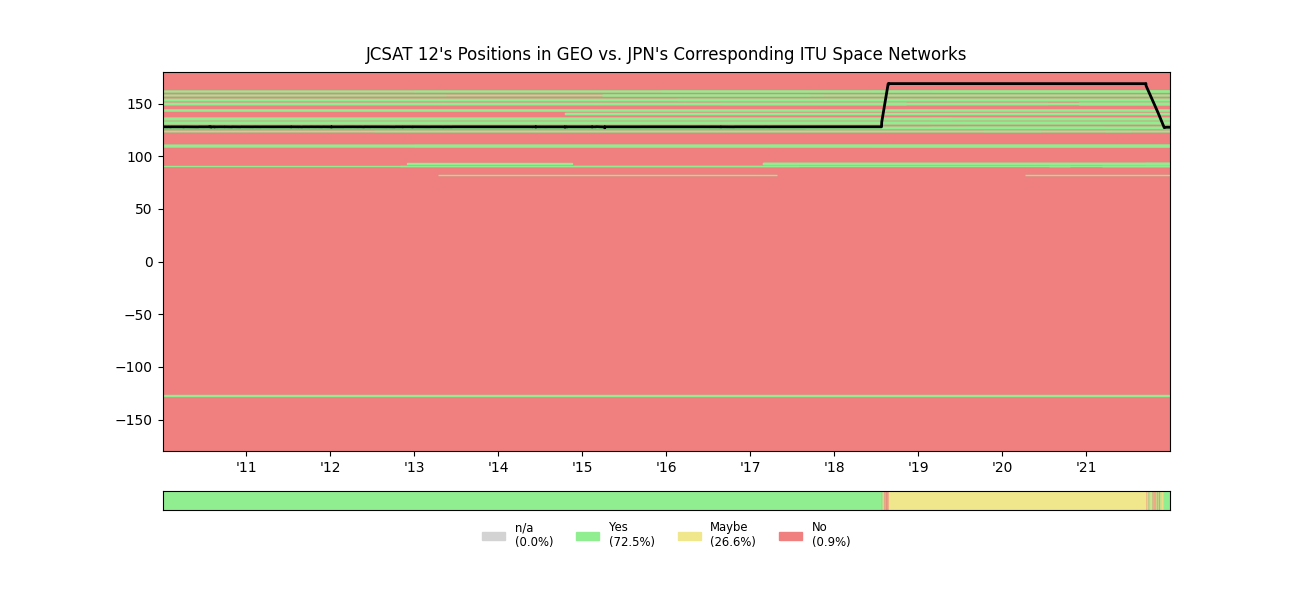 JCSAT 12's Positions in GEO vs. JPN's Corresponding ITU Space Networks
150
100
50
0
−50
−100
−150
'11 '12 '13 '14 '15 '16 '17 '18 '19 '20 '21
n/a Yes Maybe No
(0.0%) (72.5%) (26.6%) (0.9%)